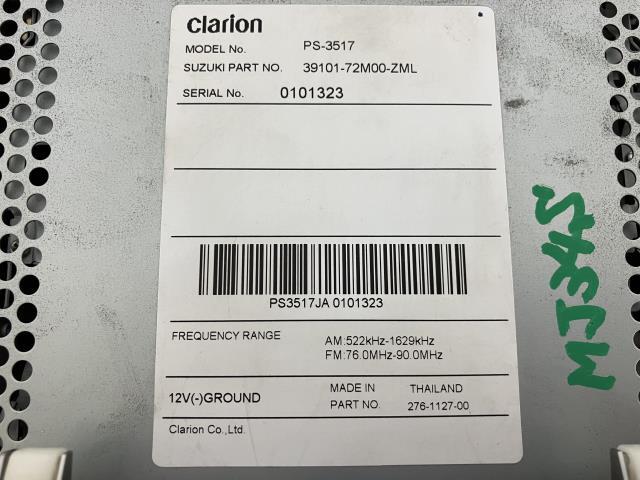 clarion
MODEL No. PS-3517
SUZUKI PART NO. 39101-72M00-ZML
SERIAL No. 0101323
PS3517JA 0101323
FREQUENCY RANGE AM:522kHz-1629kHz
FM:76.0MHz-90.0MHz
12V(-)GROUND MADE IN THAILAND
PART NO. 276-1127-00
Clarion Co.,Ltd.
MJ34S